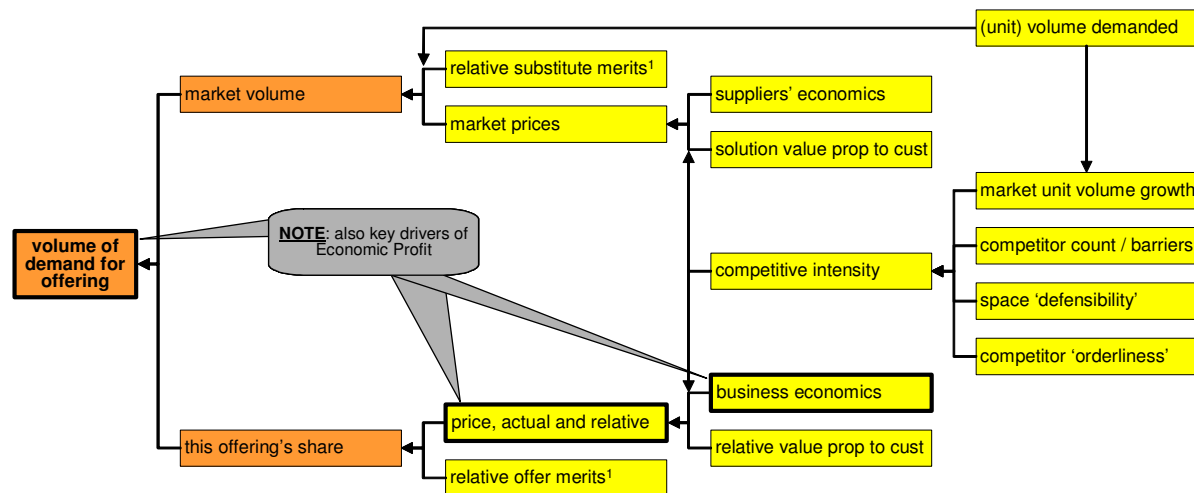 (unit) volume demanded
relative substitute merits¹
market volume
suppliers’ economics
market prices
solution value prop to cust
market unit volume growth
NOTE: also key drivers of
Economic Profit
volume of
demand for
offering
competitor count / barriers
competitive intensity
space ‘defensibility’
competitor ‘orderliness’
business economics
price, actual and relative
this offering’s share
relative value prop to cust
relative offer merits¹